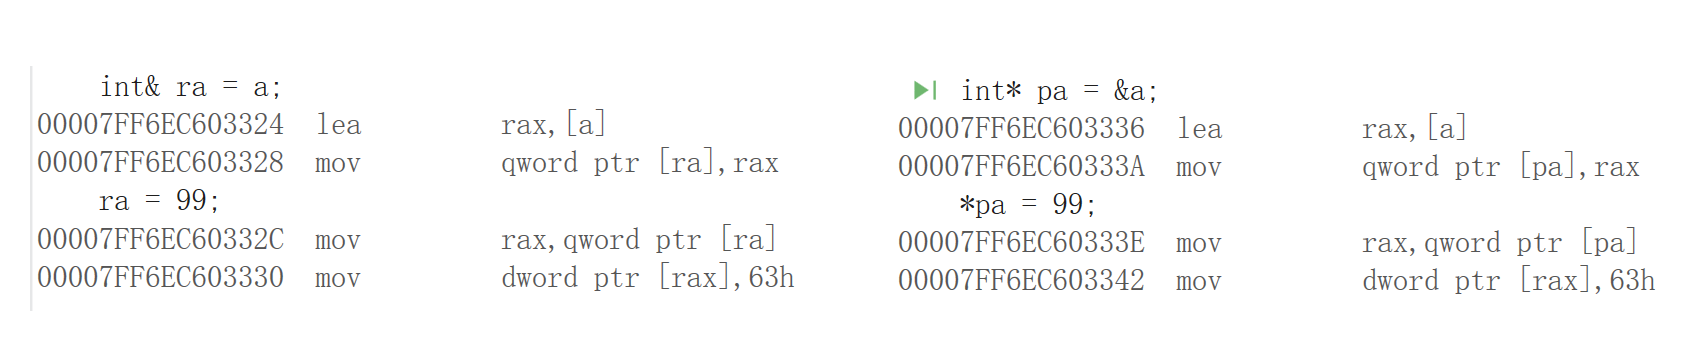 int& ra = a;
00007FF6EC603324 lea rax,[a]
00007FF6EC603328 mov qword ptr [ra],rax
ra = 99;
00007FF6EC60332C mov rax,qword ptr [ra]
00007FF6EC603330 mov dword ptr [rax],63h
int* pa = &a;
00007FF6EC603336 lea rax,[a]
00007FF6EC60333A mov qword ptr [pa],rax
*pa = 99;
00007FF6EC60333E mov rax,qword ptr [pa]
00007FF6EC603342 mov dword ptr [rax],63h